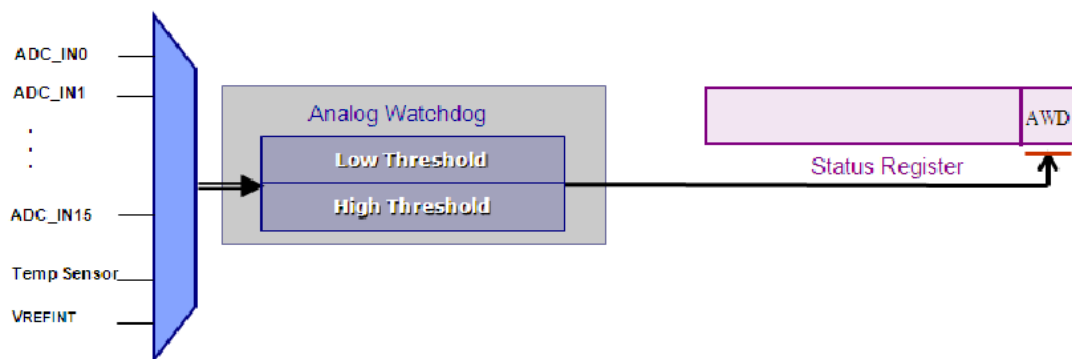 ADC_IN0
ADC_IN1
.
.
.
ADC_IN15
Temp Sensor
VREFINT
Analog Watchdog
Low Threshold
High Threshold
AWD
Status Register